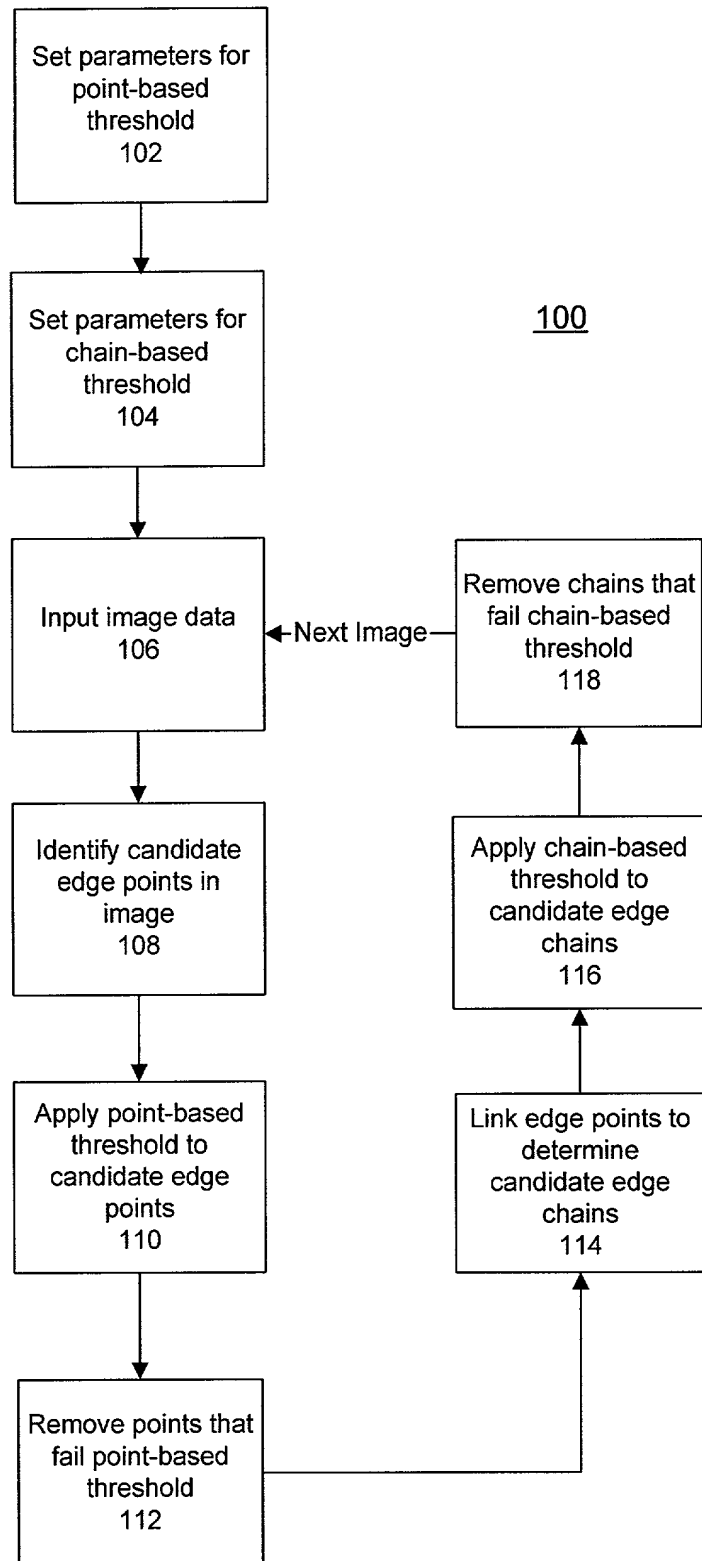 Set parameters for
point-based
threshold
102
Set parameters for
chain-based
threshold
104
100
Input image data
106
Next Image
Remove chains that
fail chain-based
threshold
118
Identify candidate
edge points in
image
108
Apply chain-based
threshold to
candidate edge
chains
116
Apply point-based
threshold to
candidate edge
points
110
Link edge points to
determine
candidate edge
chains
114
Remove points that
fail point-based
threshold
112